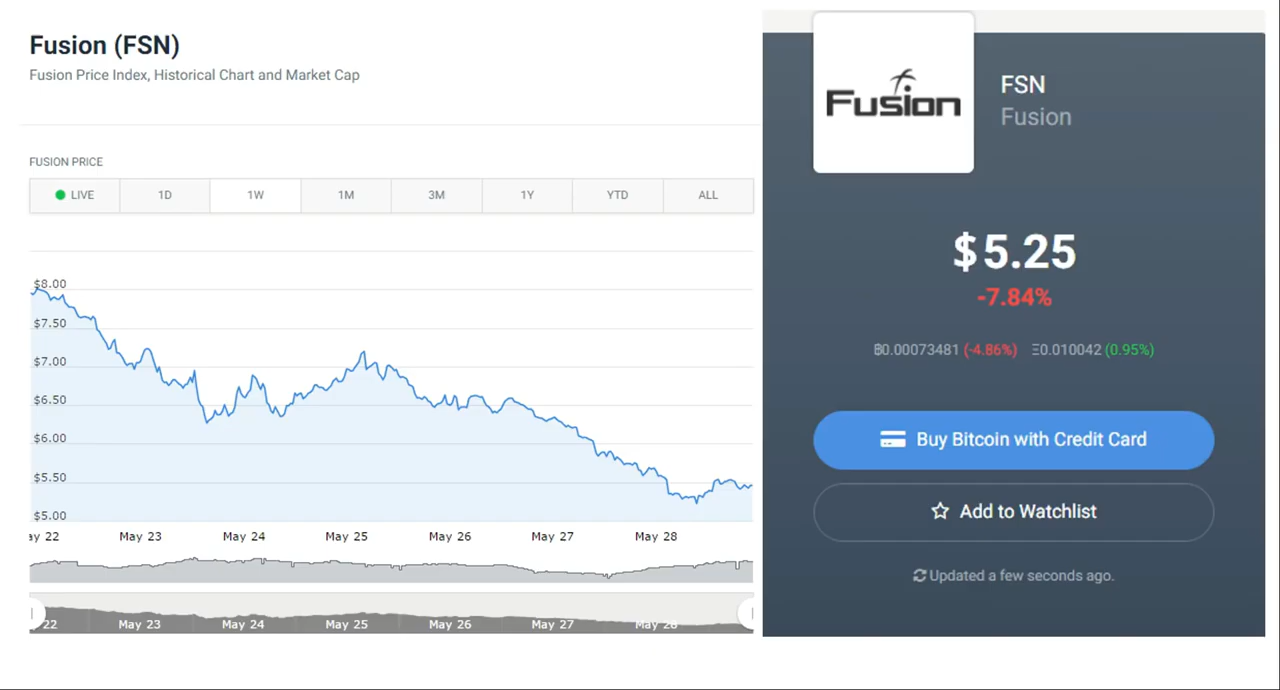 Fusion (FSN)
Fusion Price Index, Historical Chart and Market Cap
FUSION PRICE
LIVE 1D 1W 1M 3M 1Y YTD ALL
$8.00
$7.50
$7.00
$6.50
$6.00
$5.50
$5.00
ay 22 May 23 May 24 May 25 May 26 May 27 May 28
22 May 23 May 24 May 25 May 26 May 27 May 28
Fusion
FSN
Fusion
$5.25
-7.84%
฿0.00073481 (-4.86%) Ξ0.010042 (0.95%)
Buy Bitcoin with Credit Card
Add to Watchlist
Updated a few seconds ago.